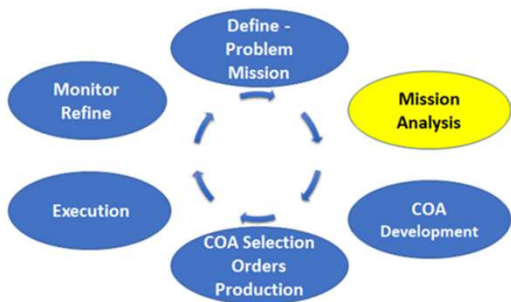 Define -
Problem
Mission
Mission
Analysis
COA
Development
COA Selection
Orders
Production
Execution
Monitor
Refine